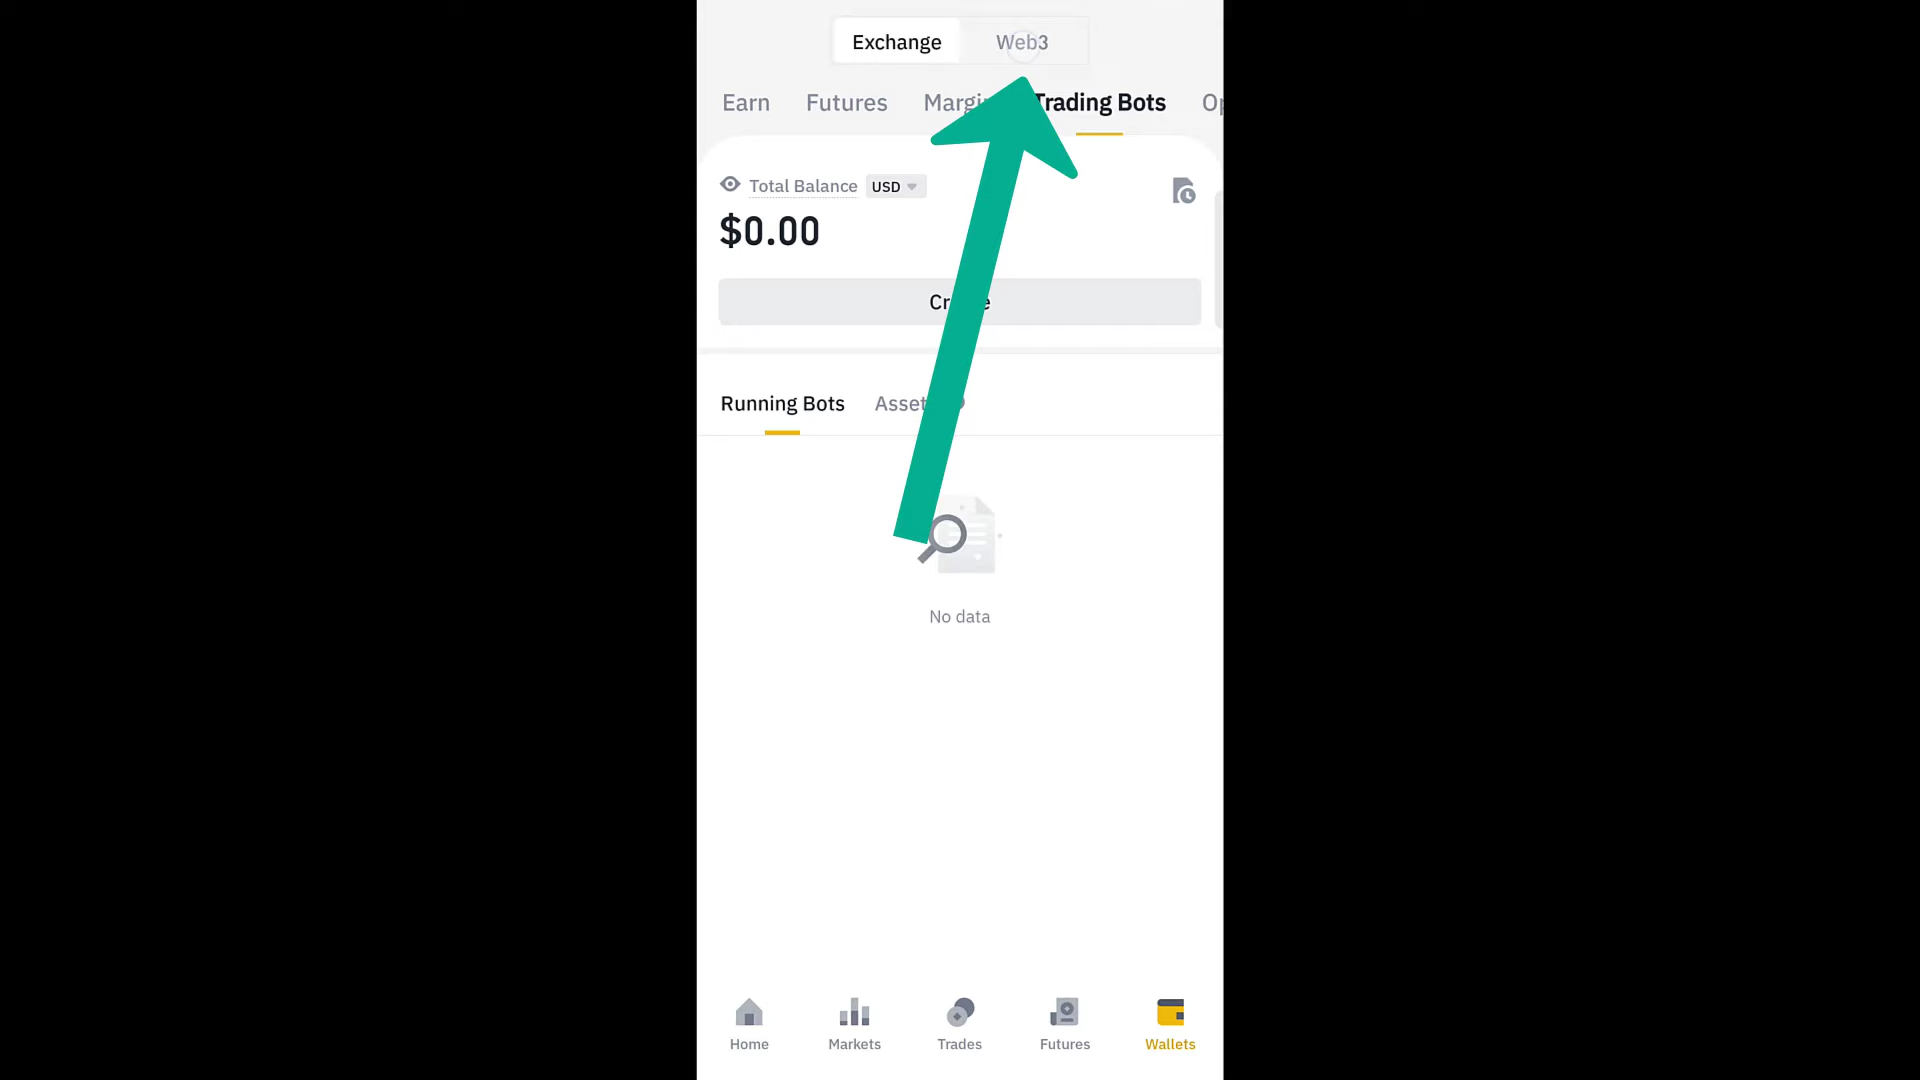 Exchange Web3
Earn Futures Trading Bots
Total Balance USD
$0.00
Running Bots
No data
Home Markets Trades Futures Wallets